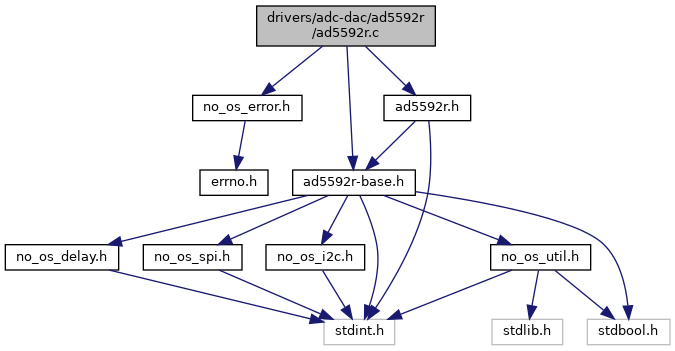 drivers/adc-dac/ad5592r
/ad5592r.c
no_os_error.h
ad5592r.h
errno.h
ad5592r-base.h
no_os_delay.h
no_os_spi.h
no_os_i2c.h
no_os_util.h
stdint.h
stdlib.h
stdbool.h